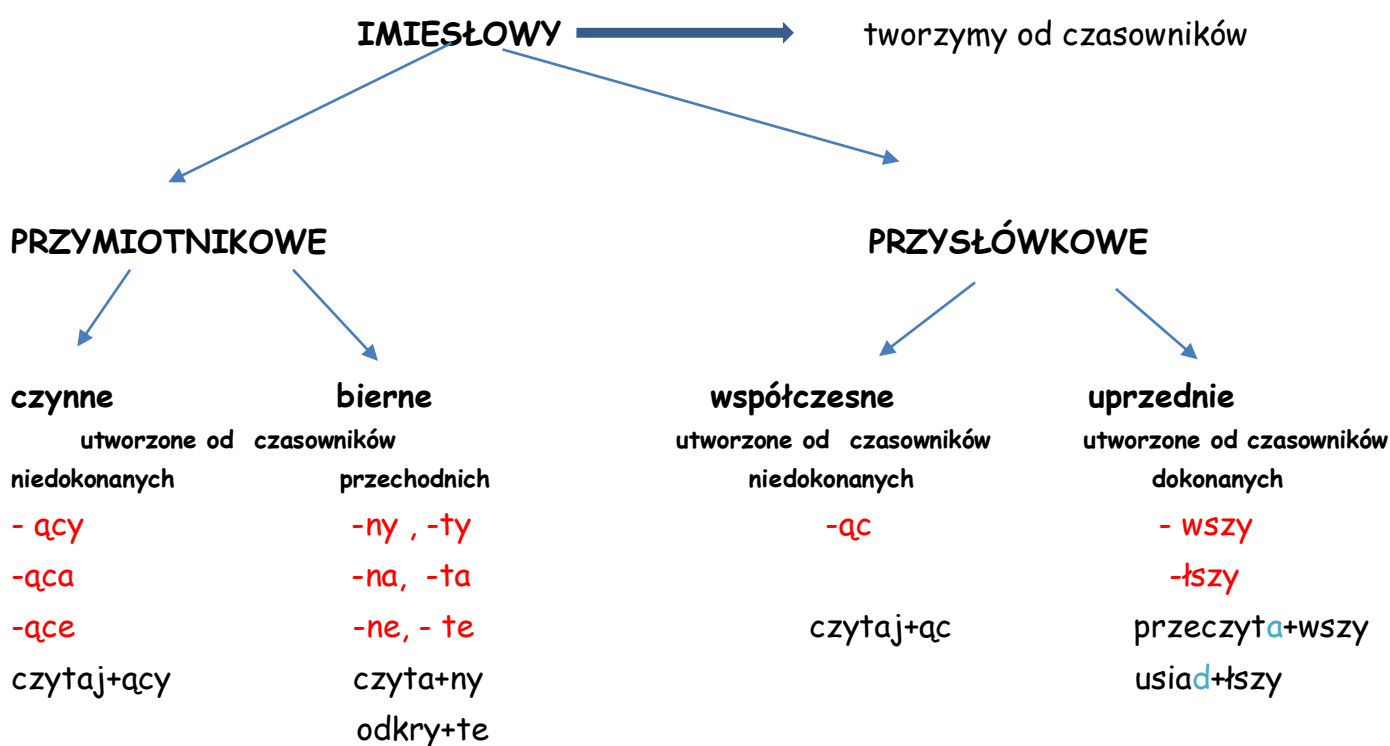 IMIESŁOWY tworzymy od czasowników
PRZYMIOTNIKOWE PRZYSŁÓWKOWE
czynne bierne współczesne uprzednie
utworzone od czasowników utworzone od czasowników utworzone od czasowników
niedokonanych przechodnich niedokonanych dokonanych
- ący -ny , -ty -ąc - wszy
-ąca -na, -ta -łszy
-ące -ne, - te czytaj+ąc przeczyta+wszy
czytaj+ący czyta+ny usiad+łszy
odkry+te